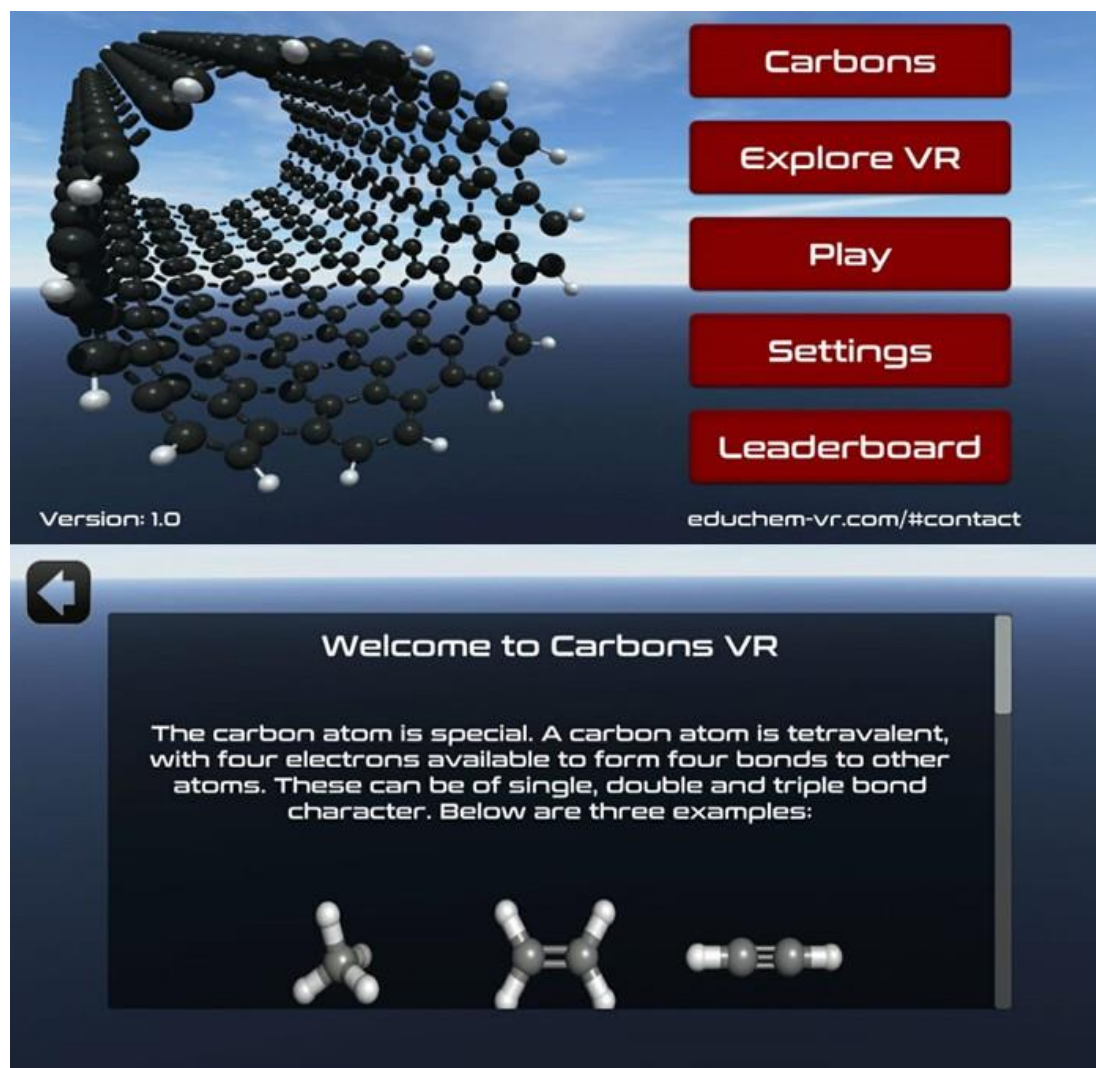 Carbons
Explore VR
Play
Settings
Leaderboard
Version: 1.0
educhem-vr.com/#contact
Welcome to Carbons VR
The carbon atom is special. A carbon atom is tetravalent,
with four electrons available to form four bonds to other
atoms. These can be of single, double and triple bond
character. Below are three examples: